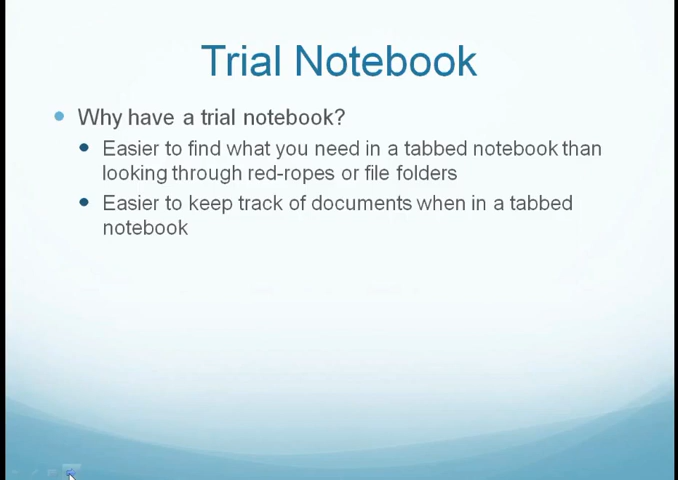 Trial Notebook
Why have a trial notebook?
Easier to find what you need in a tabbed notebook than
looking through red-ropes or file folders
Easier to keep track of documents when in a tabbed
notebook